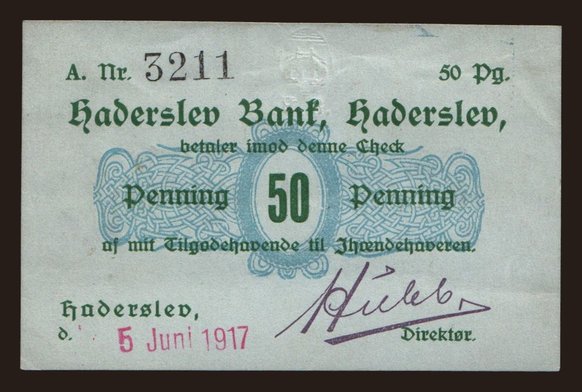 A. Nr. 3211 50 Pg.
Haderslev Bank, Haderslev,
betaler imod denne Check
Penning 50 Penning
af mit Tilgodehavende til Ihændehaveren.
Haderslev,
d. 5 Juni 1917 Direktør.